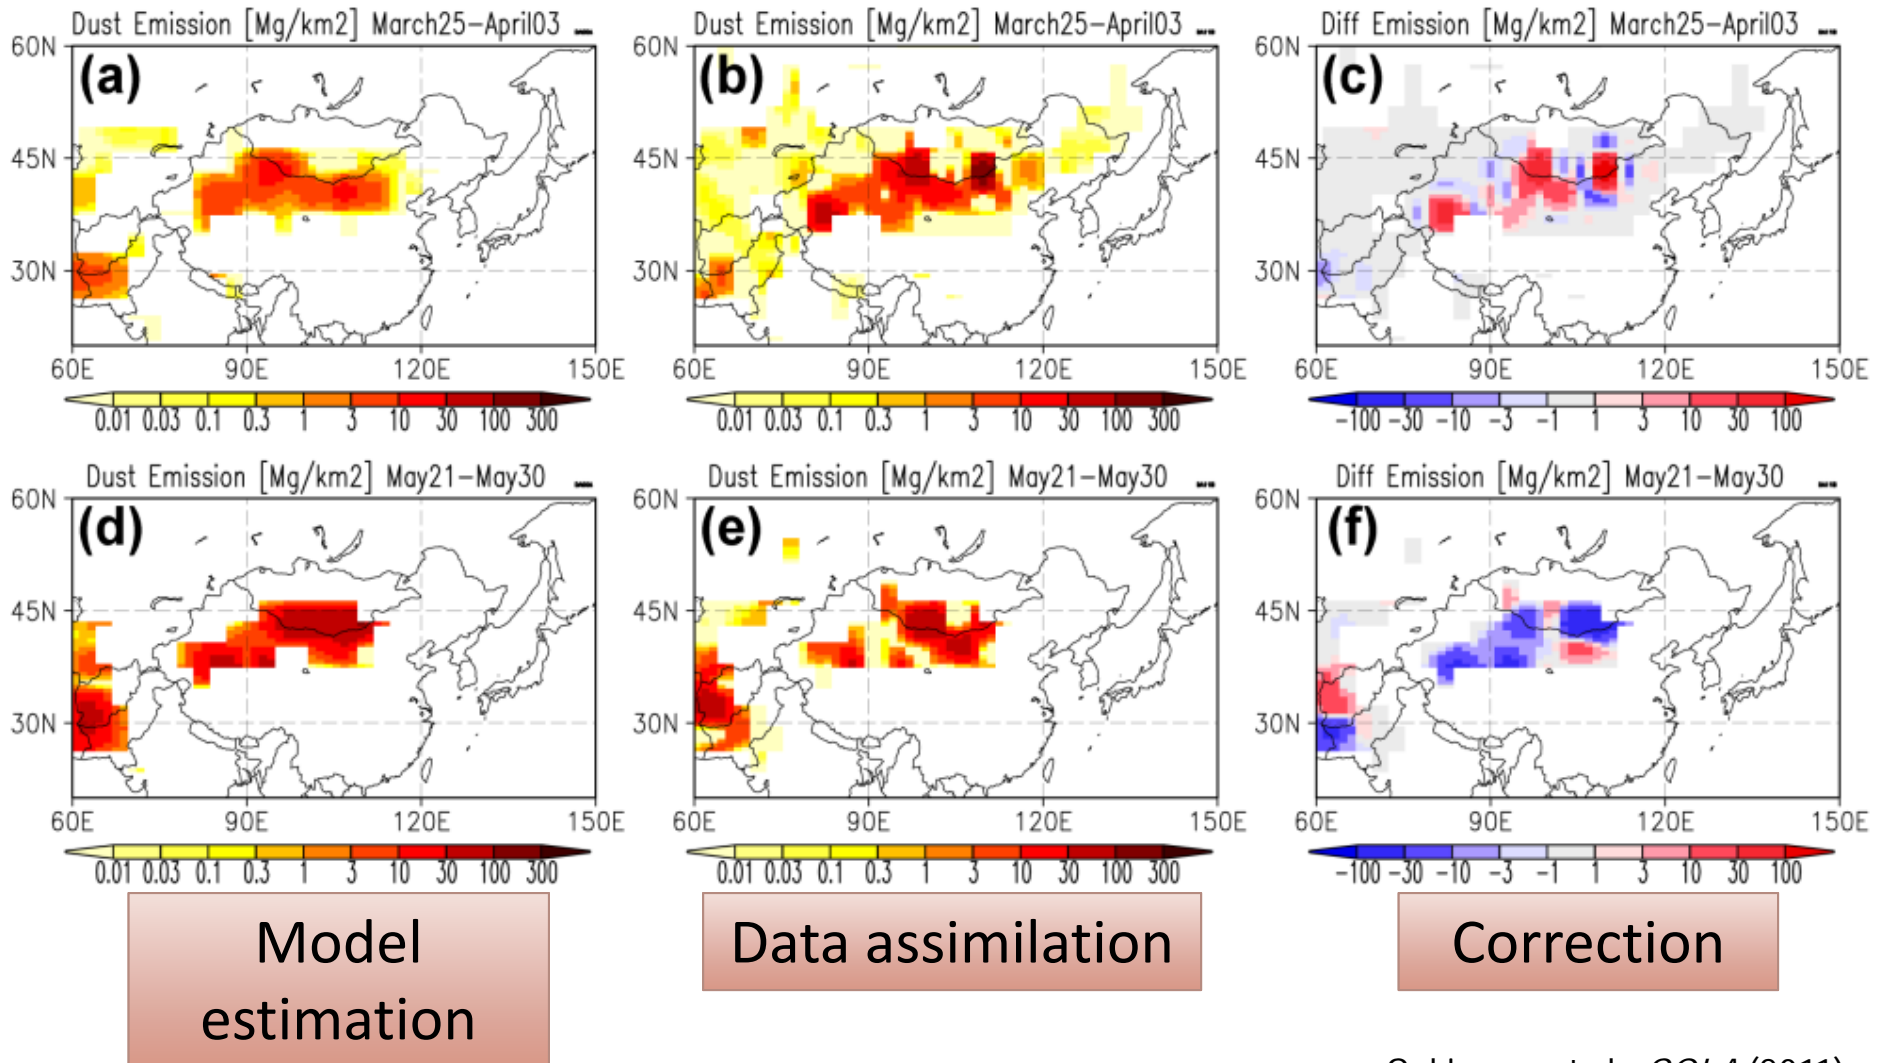 Dust Emission [Mg/km2] March25-April03
Dust Emission [Mg/km2] March25-April03
Diff Emission [Mg/km2] March25-April03
(a)
(b)
(c)
60N
45N
30N
60E 90E 120E 150E
60N
45N
30N
60E 90E 120E 150E
60N
45N
30N
60E 90E 120E 150E
0.01 0.03 0.1 0.3 1 3 10 30 100 300
0.01 0.03 0.1 0.3 1 3 10 30 100 300
-100 -30 -10 -3 -1 1 3 10 30 100
Dust Emission [Mg/km2] May21-May30
Dust Emission [Mg/km2] May21-May30
Diff Emission [Mg/km2] May21-May30
(d)
(e)
(f)
60N
45N
30N
60E 90E 120E 150E
60N
45N
30N
60E 90E 120E 150E
60N
45N
30N
60E 90E 120E 150E
0.01 0.03 0.1 0.3 1 3 10 30 100 300
0.01 0.03 0.1 0.3 1 3 10 30 100 300
-100 -30 -10 -3 -1 1 3 10 30 100
Model
estimation
Data assimilation
Correction
(2011)